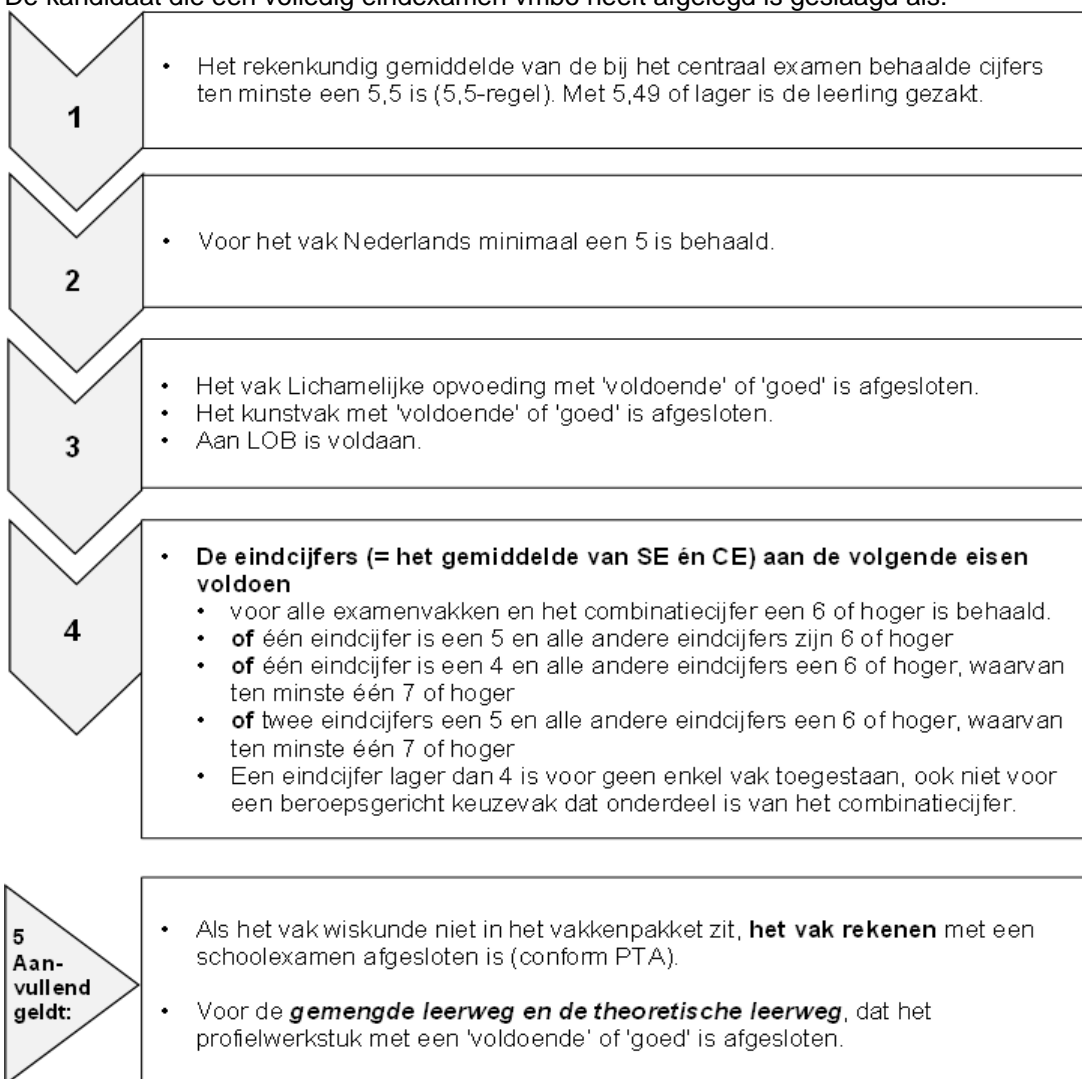 De kandidaat die een volledig eindexamen vmbo heeft afgelegd is geslaagd als:
1
• Het rekenkundig gemiddelde van de bij het centraal examen behaalde cijfers
ten minste een 5,5 is (5,5-regel). Met 5,49 of lager is de leerling gezakt.
2
• Voor het vak Nederlands minimaal een 5 is behaald.
3
• Het vak Lichamelijke opvoeding met 'voldoende' of 'goed' is afgesloten.
• Het kunstvak met 'voldoende' of 'goed' is afgesloten.
• Aan LOB is voldaan.
4
• De eindcijfers (= het gemiddelde van SE én CE) aan de volgende eisen
voldoen
• voor alle examenvakken en het combinatiecijfer een 6 of hoger is behaald.
• of één eindcijfer is een 5 en alle andere eindcijfers zijn 6 of hoger
• of één eindcijfer is een 4 en alle andere eindcijfers een 6 of hoger, waarvan
ten minste één 7 of hoger
• of twee eindcijfers een 5 en alle andere eindcijfers een 6 of hoger, waarvan
ten minste één 7 of hoger
• Een eindcijfer lager dan 4 is voor geen enkel vak toegestaan, ook niet voor
een beroepsgericht keuzevak dat onderdeel is van het combinatiecijfer.
5
Aan-
vullend
geldt:
• Als het vak wiskunde niet in het vakkenpakket zit, het vak rekenen met een
schoolexamen afgesloten is (conform PTA).
• Voor de gemengde leerweg en de theoretische leerweg, dat het
profielwerkstuk met een 'voldoende' of 'goed' is afgesloten.